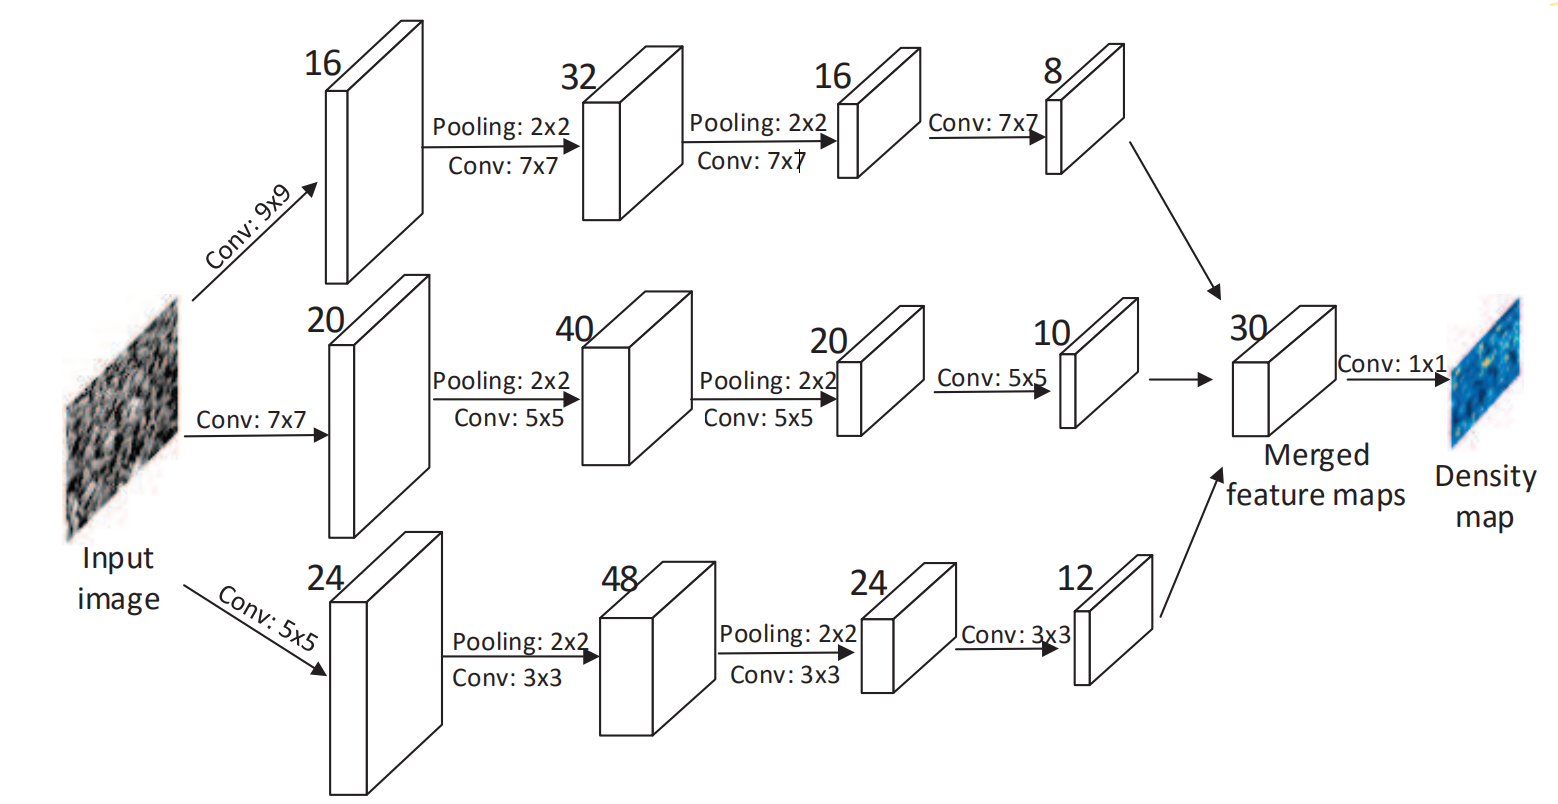 16
32
16
8
Pooling: 2x2
Conv: 7x7
Pooling: 2x2
Conv: 7x7
Conv: 7x7
Conv: 9x9
20
40
20
10
30
Conv: 7x7
Pooling: 2x2
Conv: 5x5
Pooling: 2x2
Conv: 5x5
Conv: 5x5
Conv: 1x1
Merged
feature maps
Density
map
Input
image
24
48
24
12
Conv: 5x5
Pooling: 2x2
Conv: 3x3
Pooling: 2x2
Conv: 3x3
Conv: 3x3